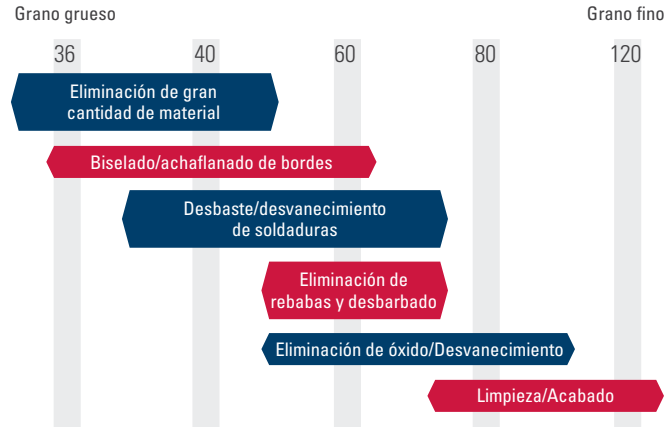 Grano grueso
Grano fino
36
40
60
80
120
Eliminación de gran
cantidad de material
Biselado/achaflanado de bordes
Desbaste/desvanecimiento
de soldaduras
Eliminación de
rebabas y desbarbado
Eliminación de óxido/Desvanecimiento
Limpieza/Acabado